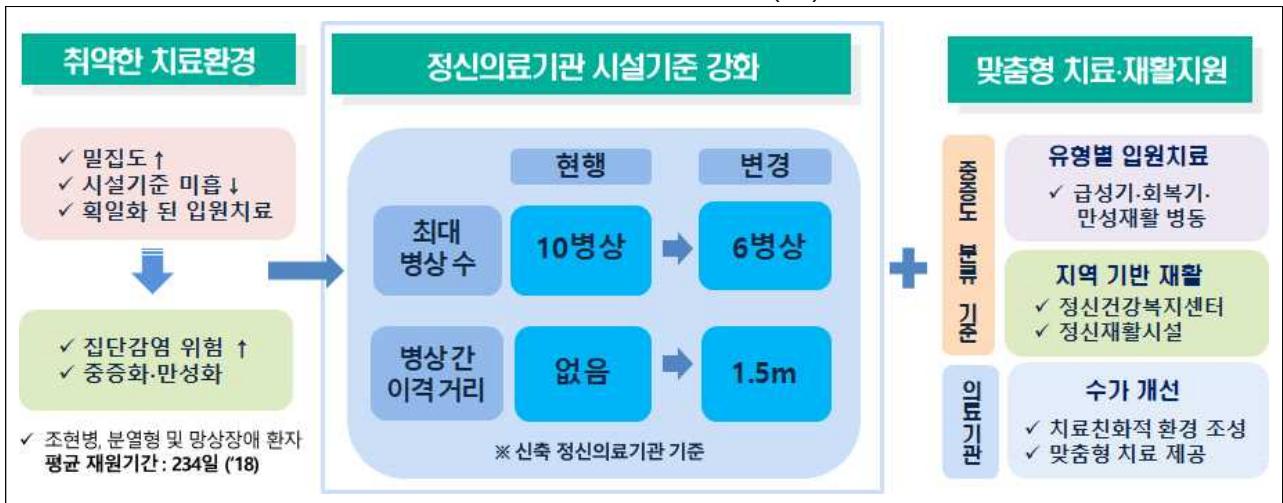 취약한 치료환경
✓ 밀집도 ↑
✓ 시설기준 미흡 ↓
✓ 획일화 된 입원치료
✓ 집단감염 위험 ↑
✓ 중증화·만성화
✓ 조현병, 분열형 및 망상장애 환자
평균 재원기간 : 234일 ('18)
정신의료기관 시설기준 강화
현행
변경
최대
병상 수
10병상
6병상
병상 간
이격 거리
없음
1.5m
※ 신축 정신의료기관 기준
맞춤형 치료·재활지원
중증도 분류 기준
유형별 입원치료
✓ 급성기·회복기·
만성재활 병동
지역 기반 재활
✓ 정신건강복지센터
✓ 정신재활시설
의료기관
수가 개선
✓ 치료친화적 환경 조성
✓ 맞춤형 치료 제공